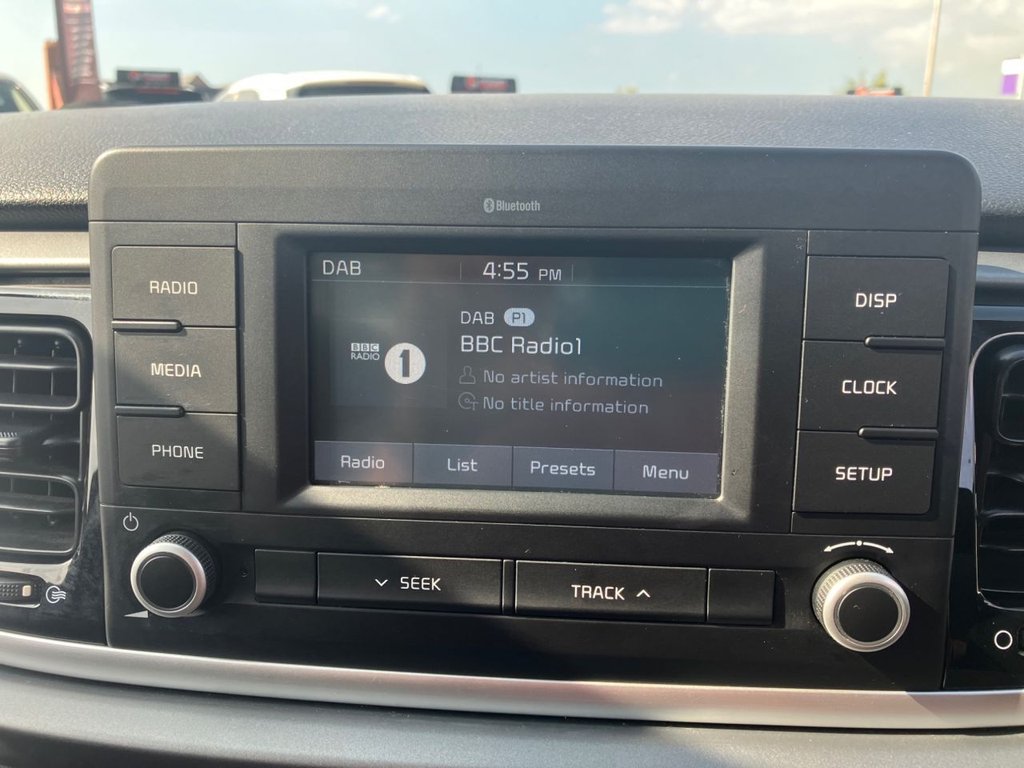 Bluetooth
RADIO
MEDIA
PHONE
DAB 4:55 PM
BBC
RADIO
1
DAB P1
BBC Radio1
No artist information
No title information
Radio List Presets Menu
DISP
CLOCK
SETUP
SEEK
TRACK